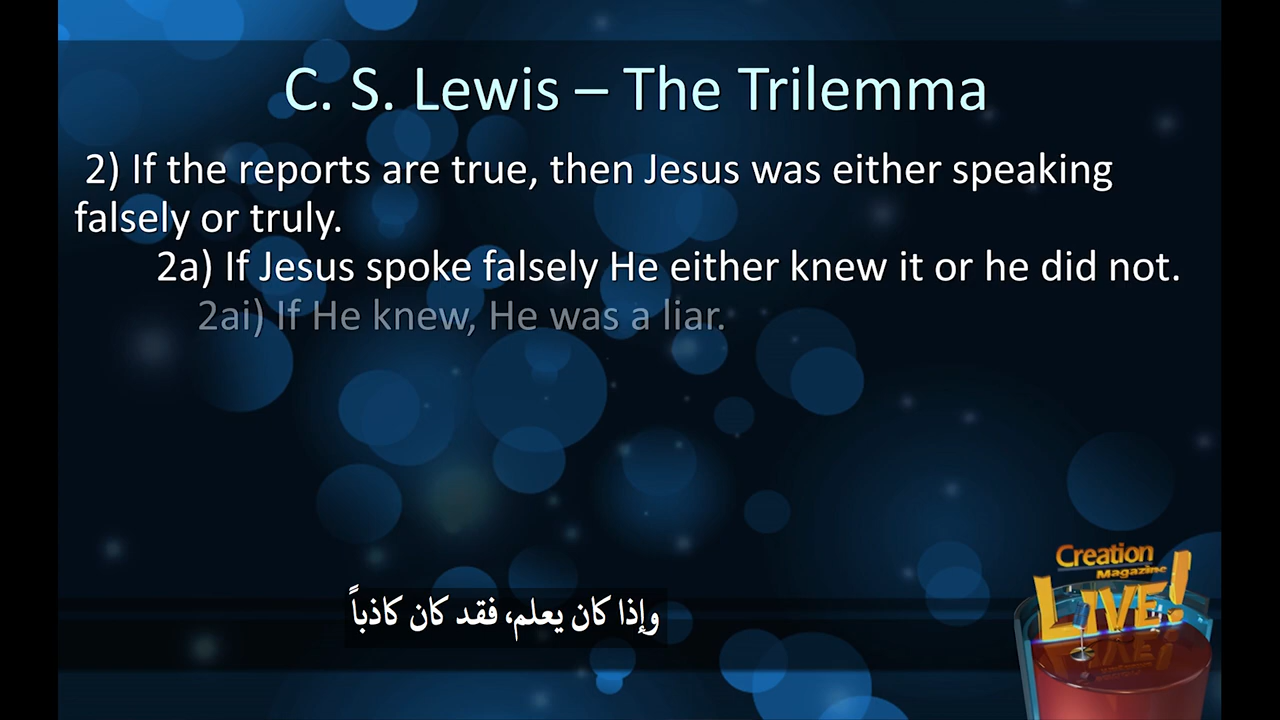 C. S. Lewis – The Trilemma
2) If the reports are true, then Jesus was either speaking
falsely or truly.
2a) If Jesus spoke falsely He either knew it or he did not.
2ai) If He knew, He was a liar.
وإذا كان يعلم، فقد كان كاذباً
Creation
Magazine
LIVE!